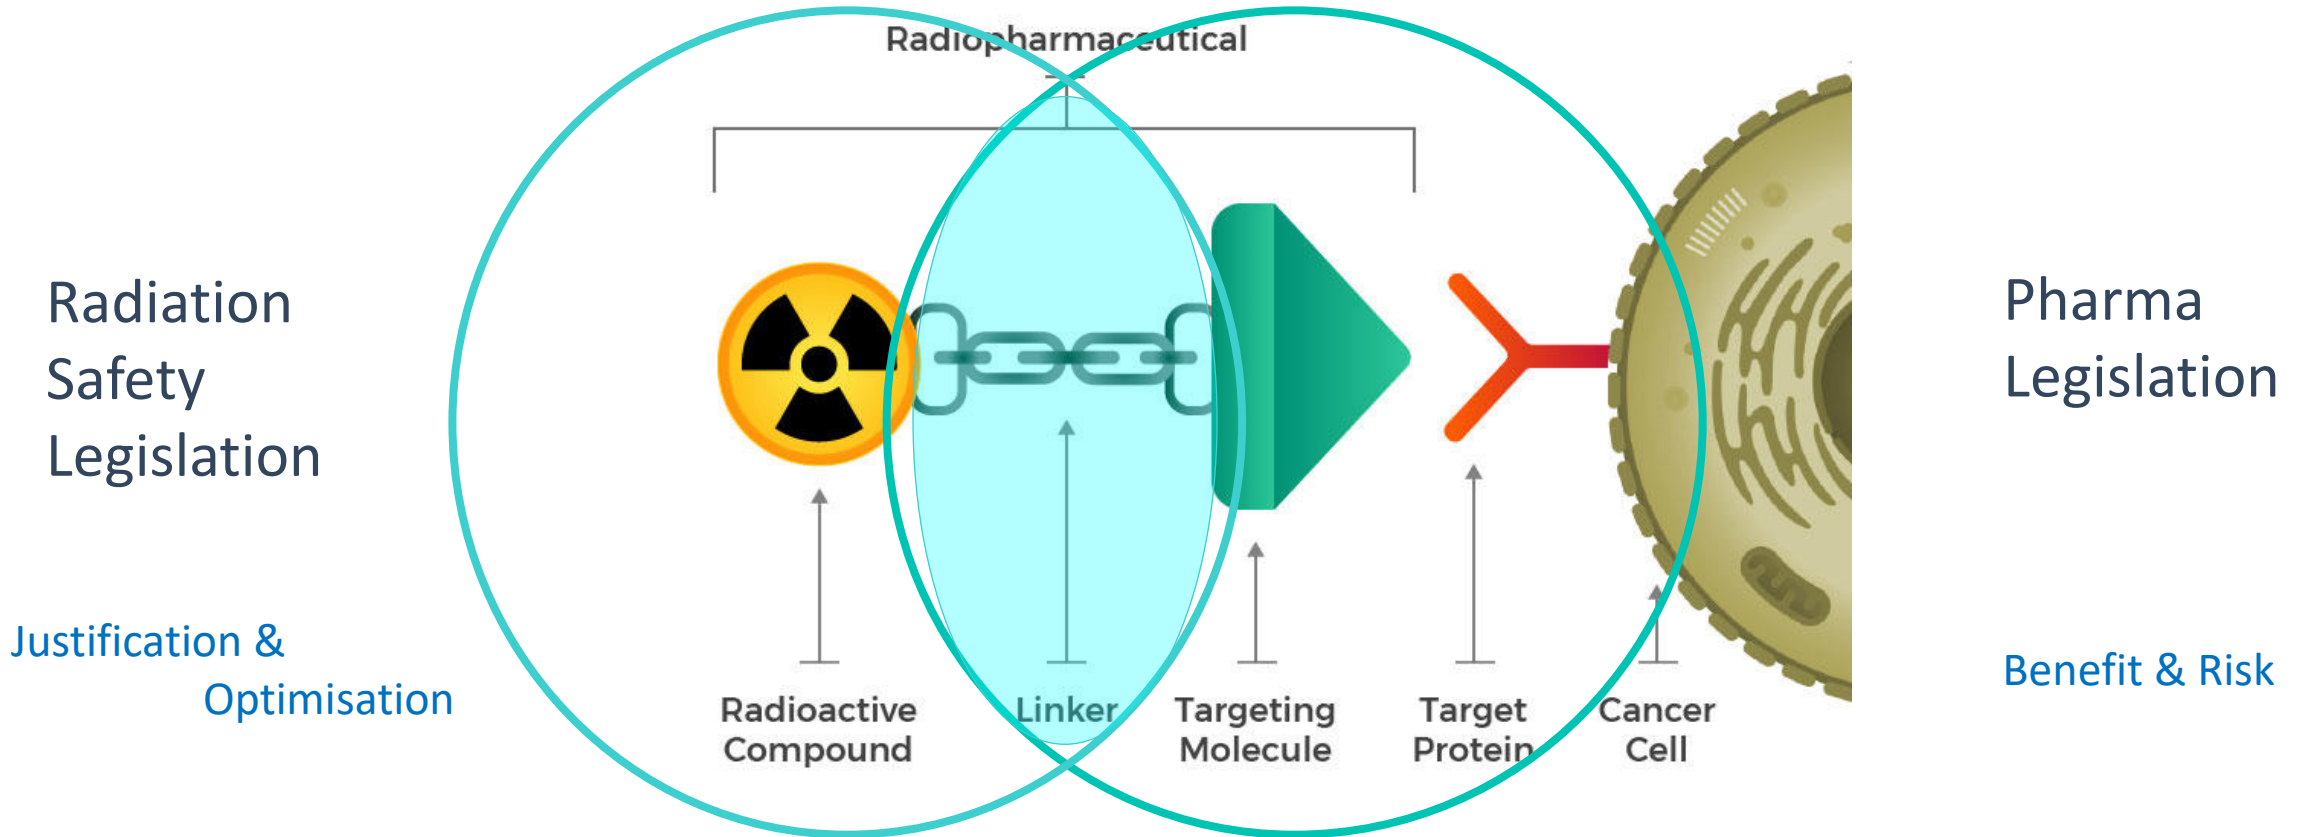 Radiopharmaceutical
Radiation
Safety
Legislation
Pharma
Legislation
Justification &
Optimisation
Benefit & Risk
Radioactive
Compound
Linker
Targeting
Molecule
Target
Protein
Cancer
Cell